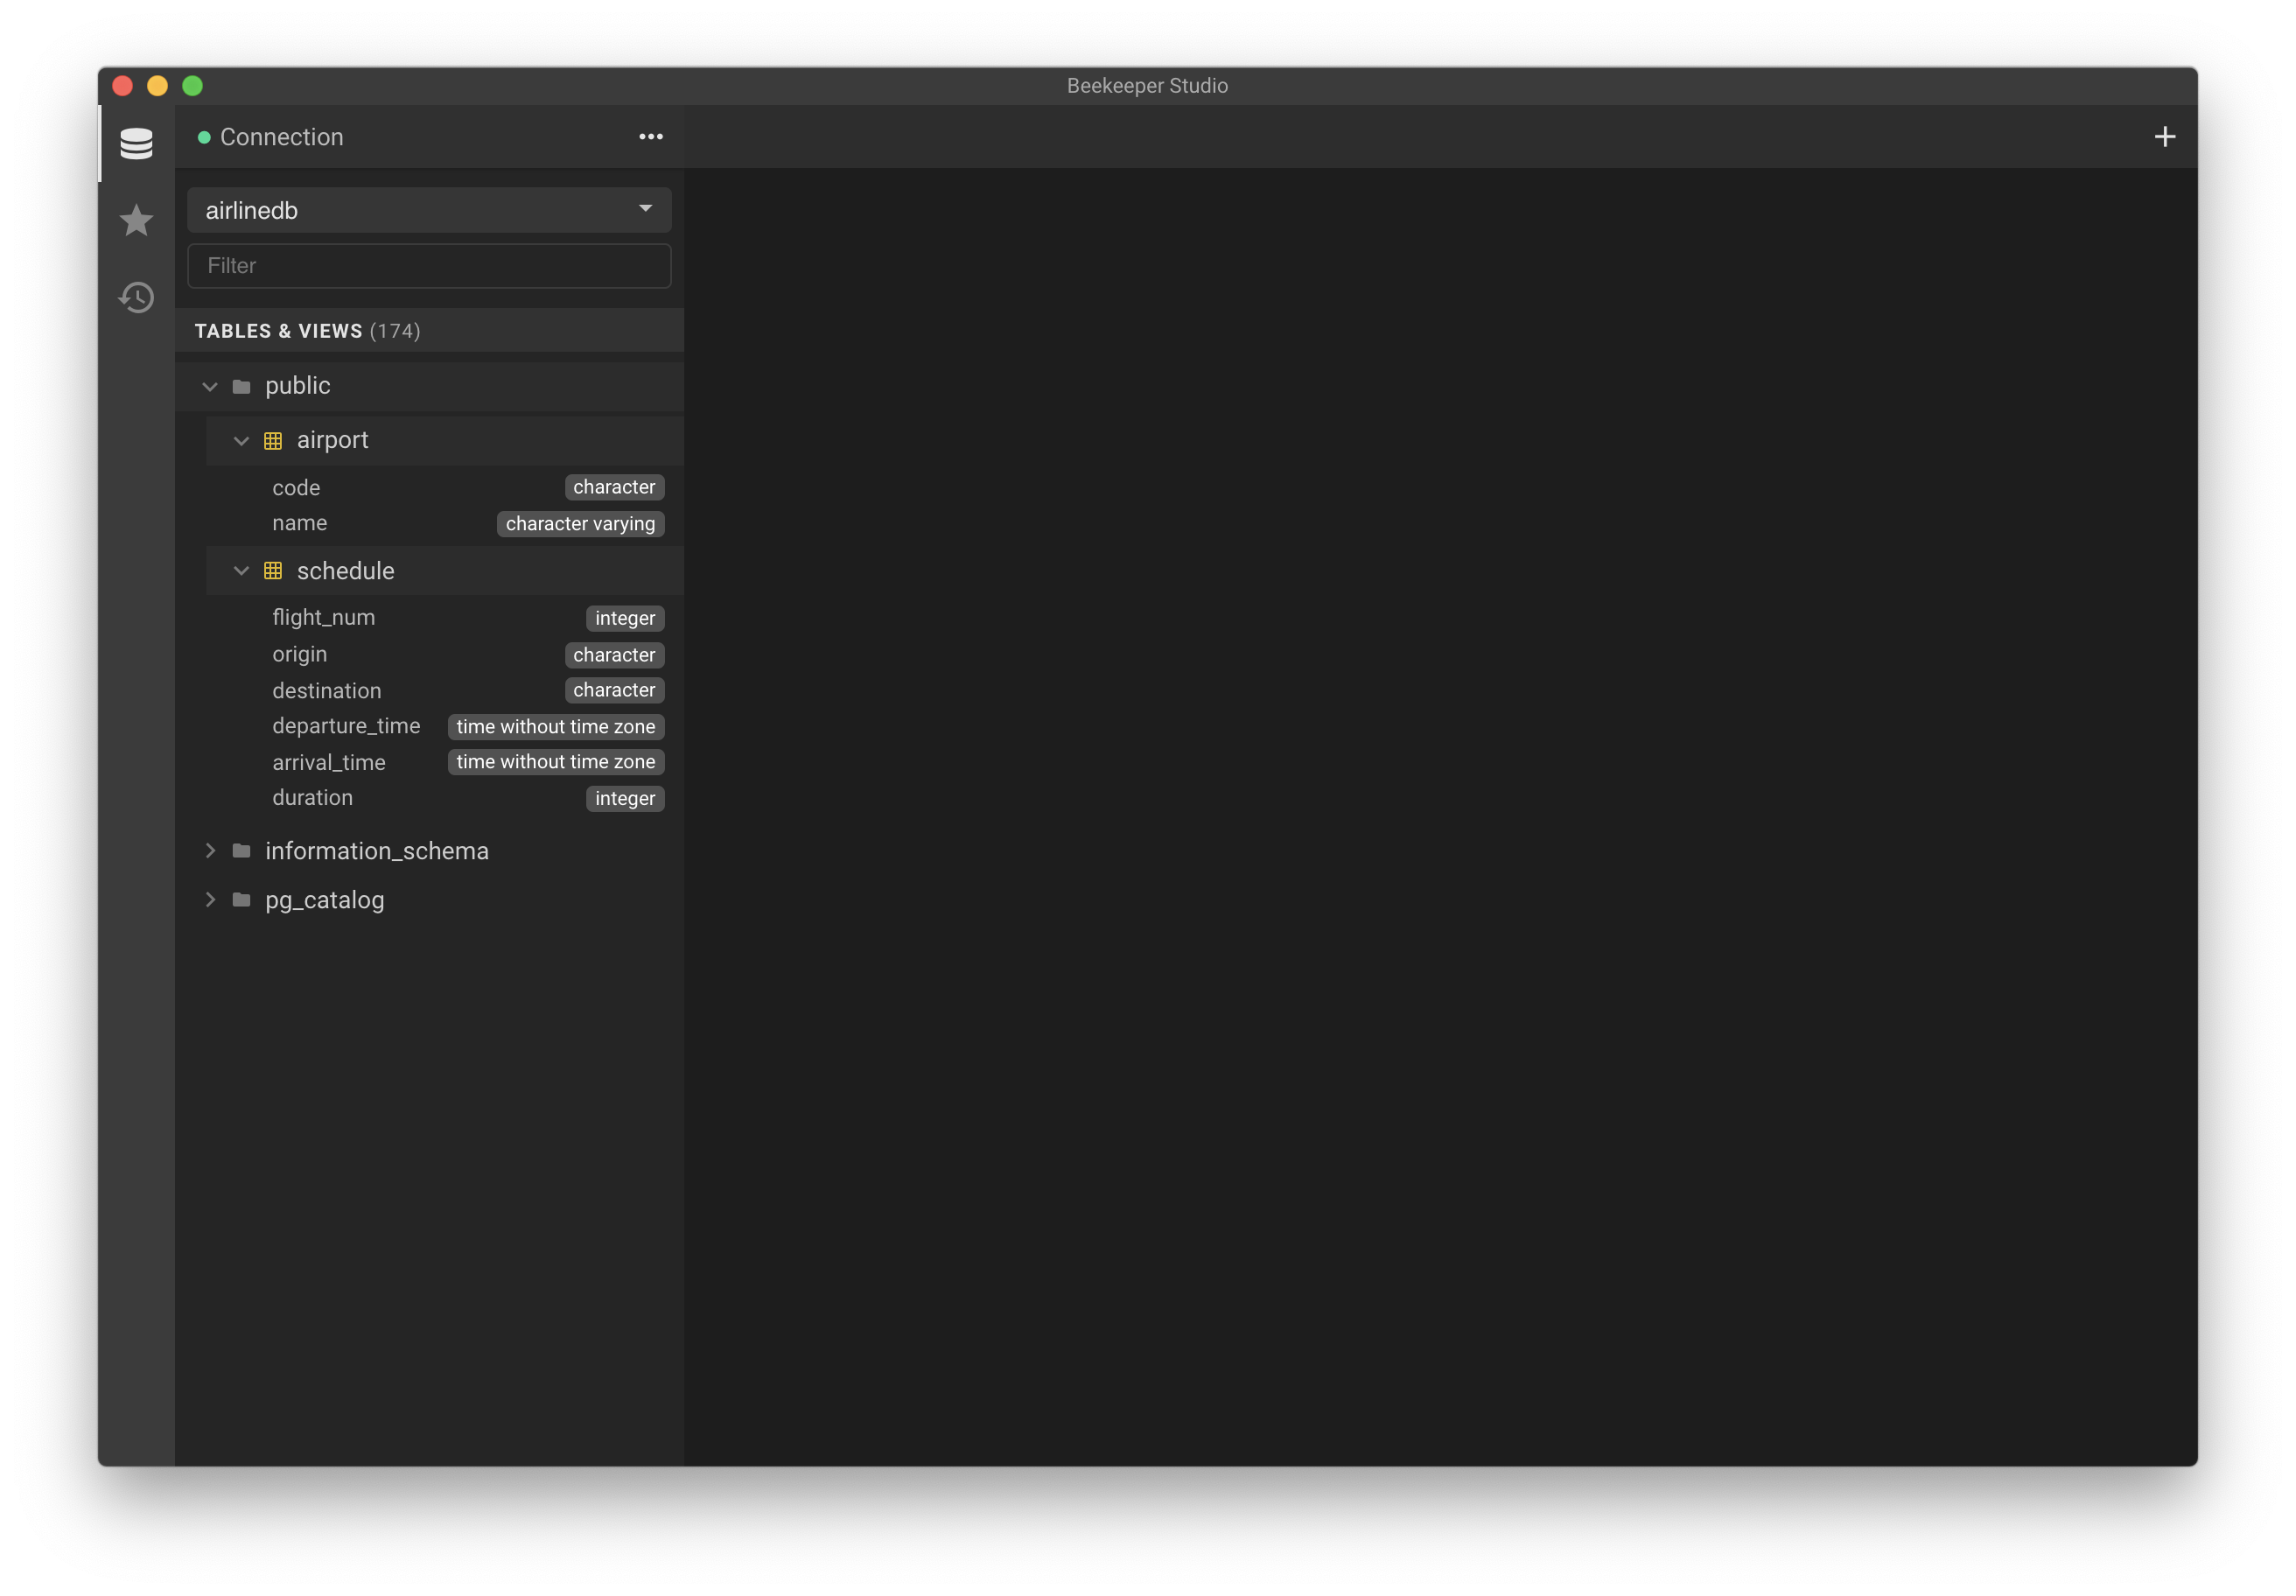 Beekeeper Studio
Connection
airlinedb
Filter
TABLES & VIEWS (174)
public
airport
code character
name character varying
schedule
flight_num integer
origin character
destination character
departure_time time without time zone
arrival_time time without time zone
duration integer
information_schema
pg_catalog